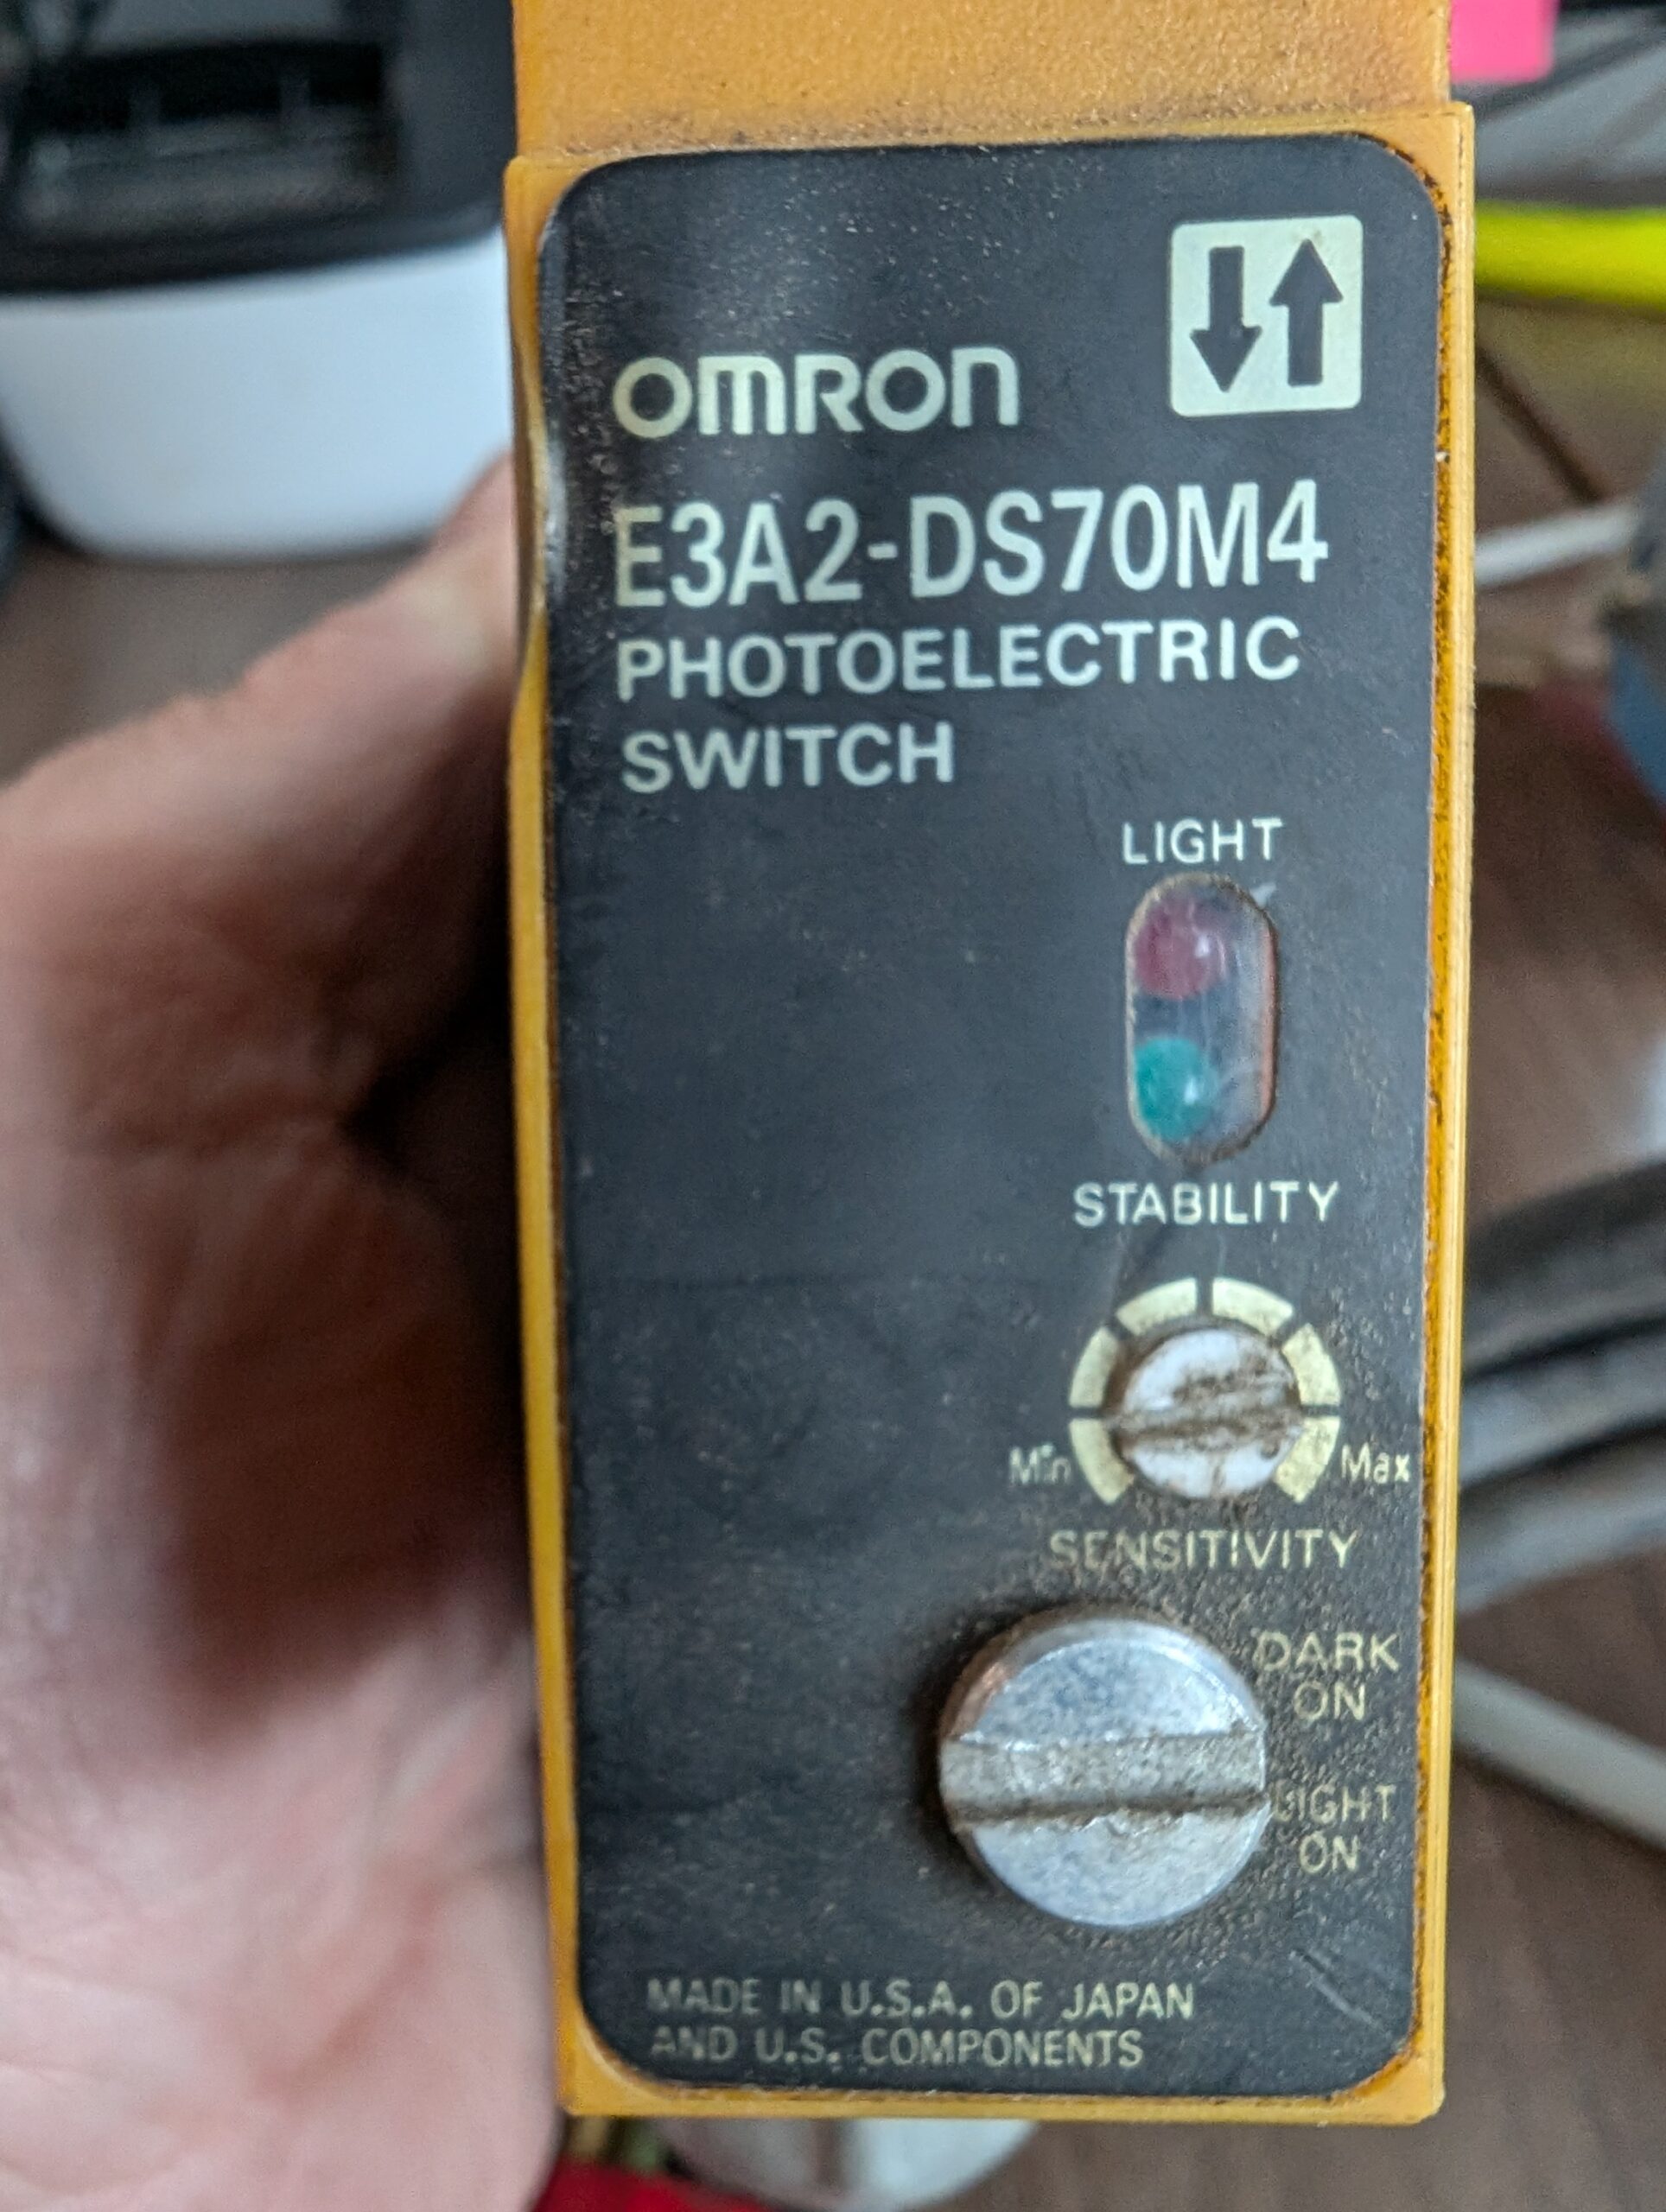 OMRON
E3A2-DS70M4
PHOTOELECTRIC
SWITCH
LIGHT
STABILITY
Min Max
SENSITIVITY
DARK
ON
LIGHT
ON
MADE IN U.S.A. OF JAPAN
AND U.S. COMPONENTS